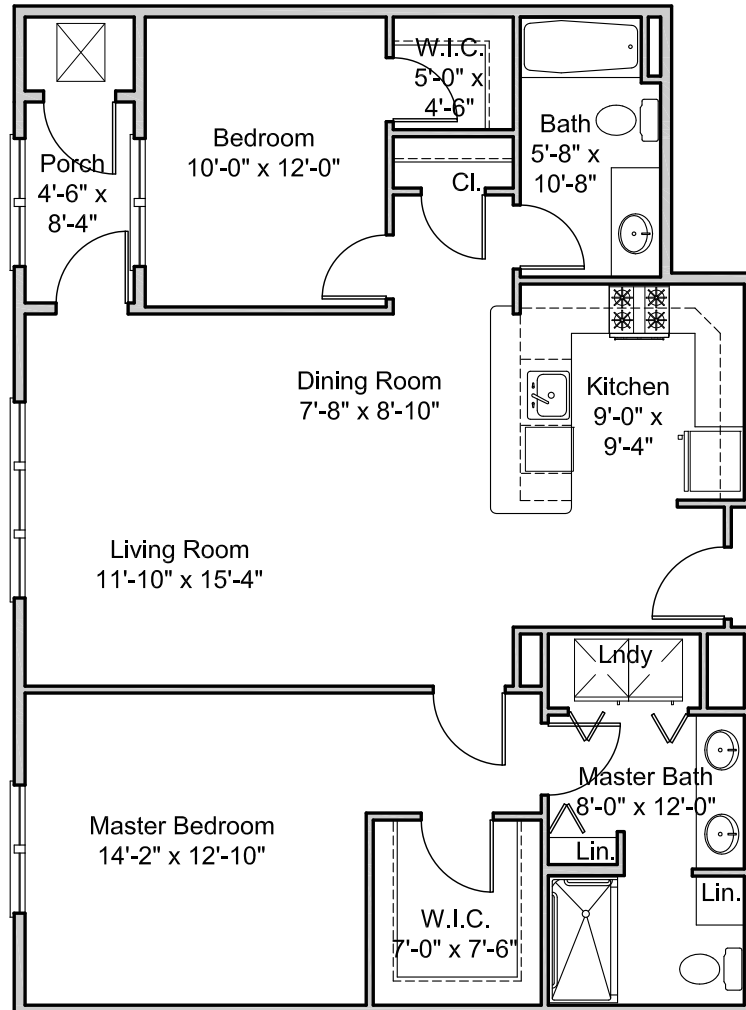 W.I.C.
5'-0" x
4'-6"
Bedroom
10'-0" x 12'-0"
Bath
5'-8" x
10'-8"
Porch
4'-6" x
8'-4"
Cl.
Dining Room
7'-8" x 8'-10"
Kitchen
9'-0" x
9'-4"
Living Room
11'-10" x 15'-4"
Lndy
Master Bath
8'-0" x 12'-0"
Master Bedroom
14'-2" x 12'-10"
Lin.
Lin.
W.I.C.
7'-0" x 7'-6"